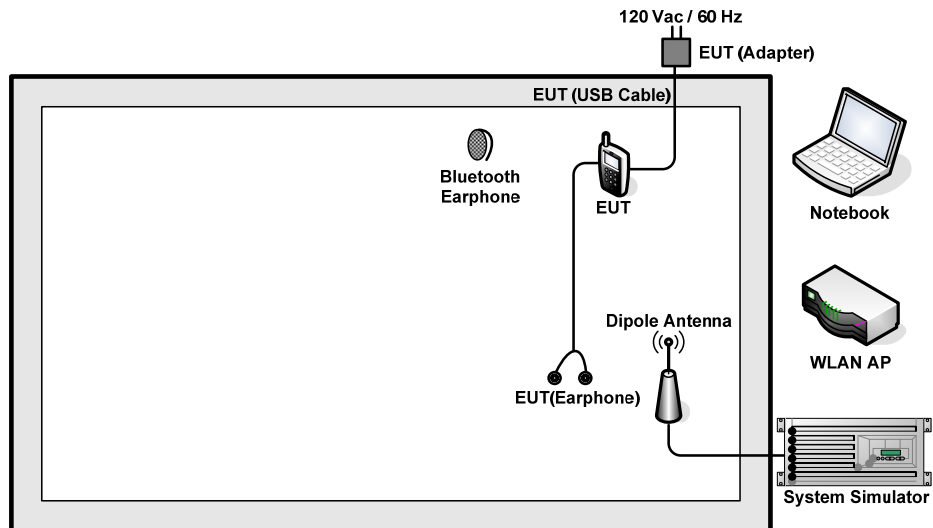 120 Vac / 60 Hz
EUT (Adapter)
EUT (USB Cable)
Bluetooth
Earphone
EUT
Notebook
Dipole Antenna
WLAN AP
EUT(Earphone)
System Simulator